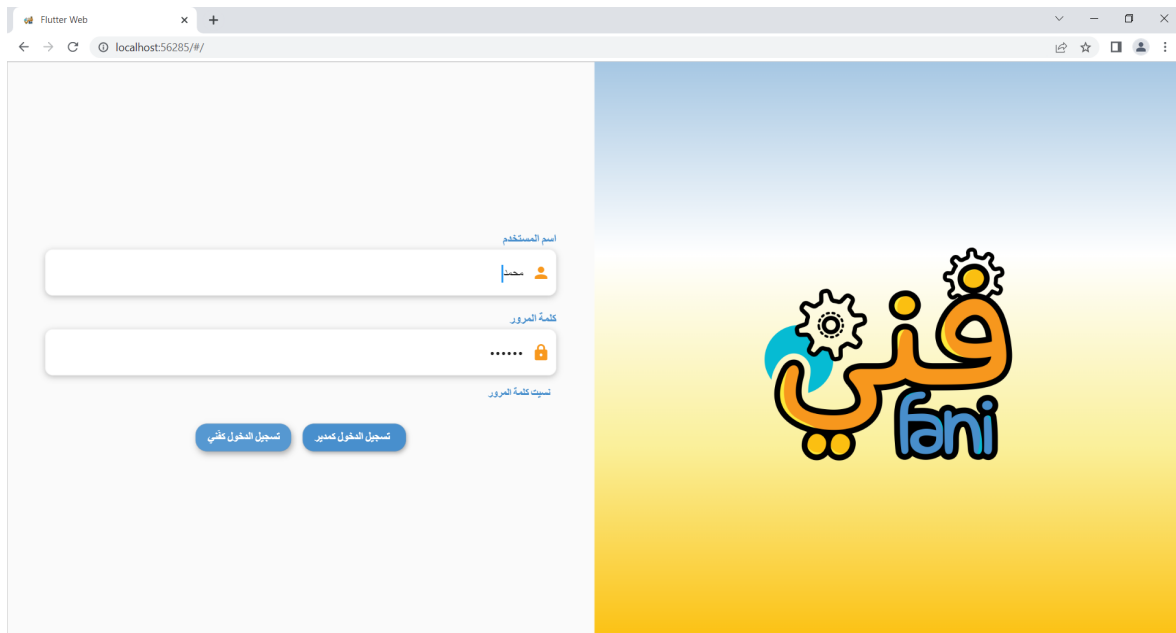 Flutter Web
localhost:56285/#/
اسم المستخدم
محمد
كلمة المرور
••••••
نسيت كلمة المرور
تسجيل الدخول كمدير
تسجيل الدخول كفني
فني
fani